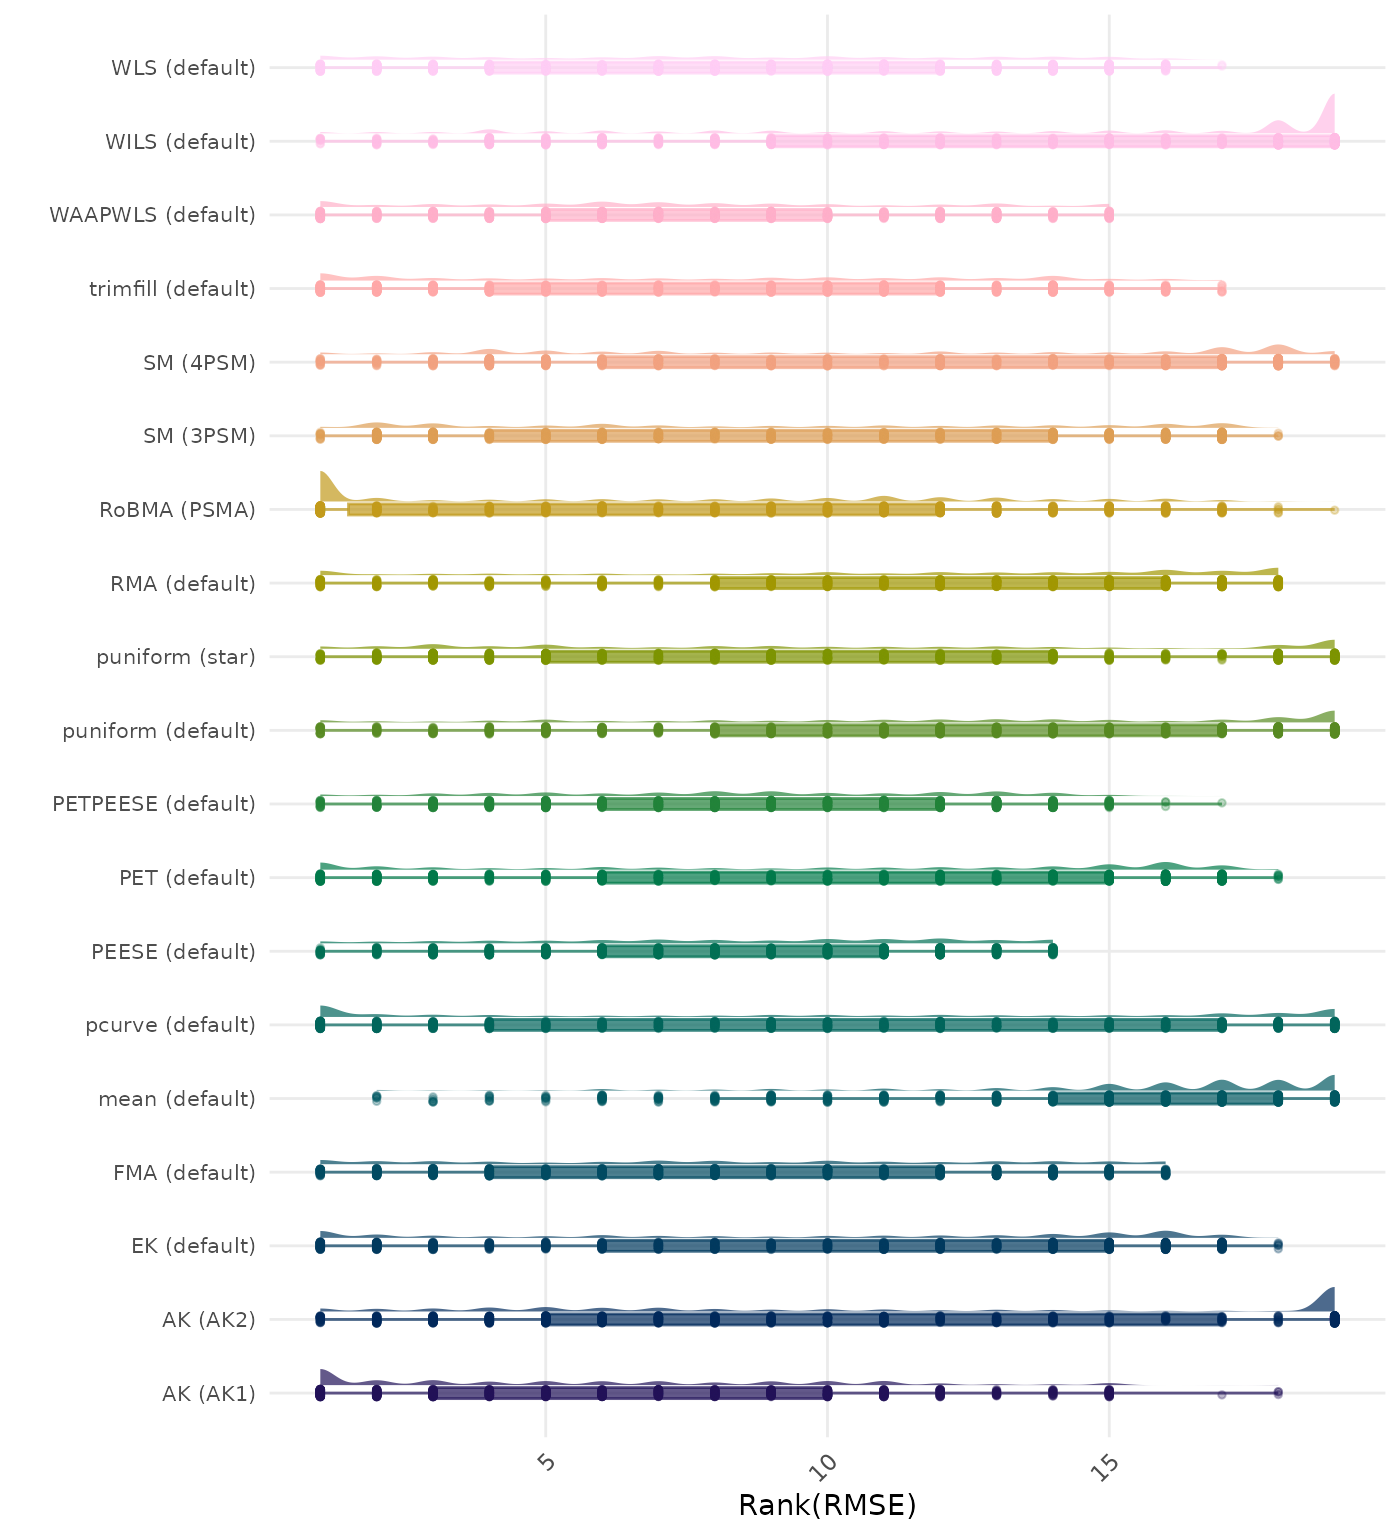 WLS (default)
WILS (default)
WAAPWLS (default)
trimfill (default)
SM (4PSM)
SM (3PSM)
RoBMA (PSMA)
RMA (default)
puniform (star)
puniform (default)
PETPEESE (default)
PET (default)
PEESE (default)
pcurve (default)
mean (default)
FMA (default)
EK (default)
AK (AK2)
AK (AK1)
5 10 15
Rank(RMSE)